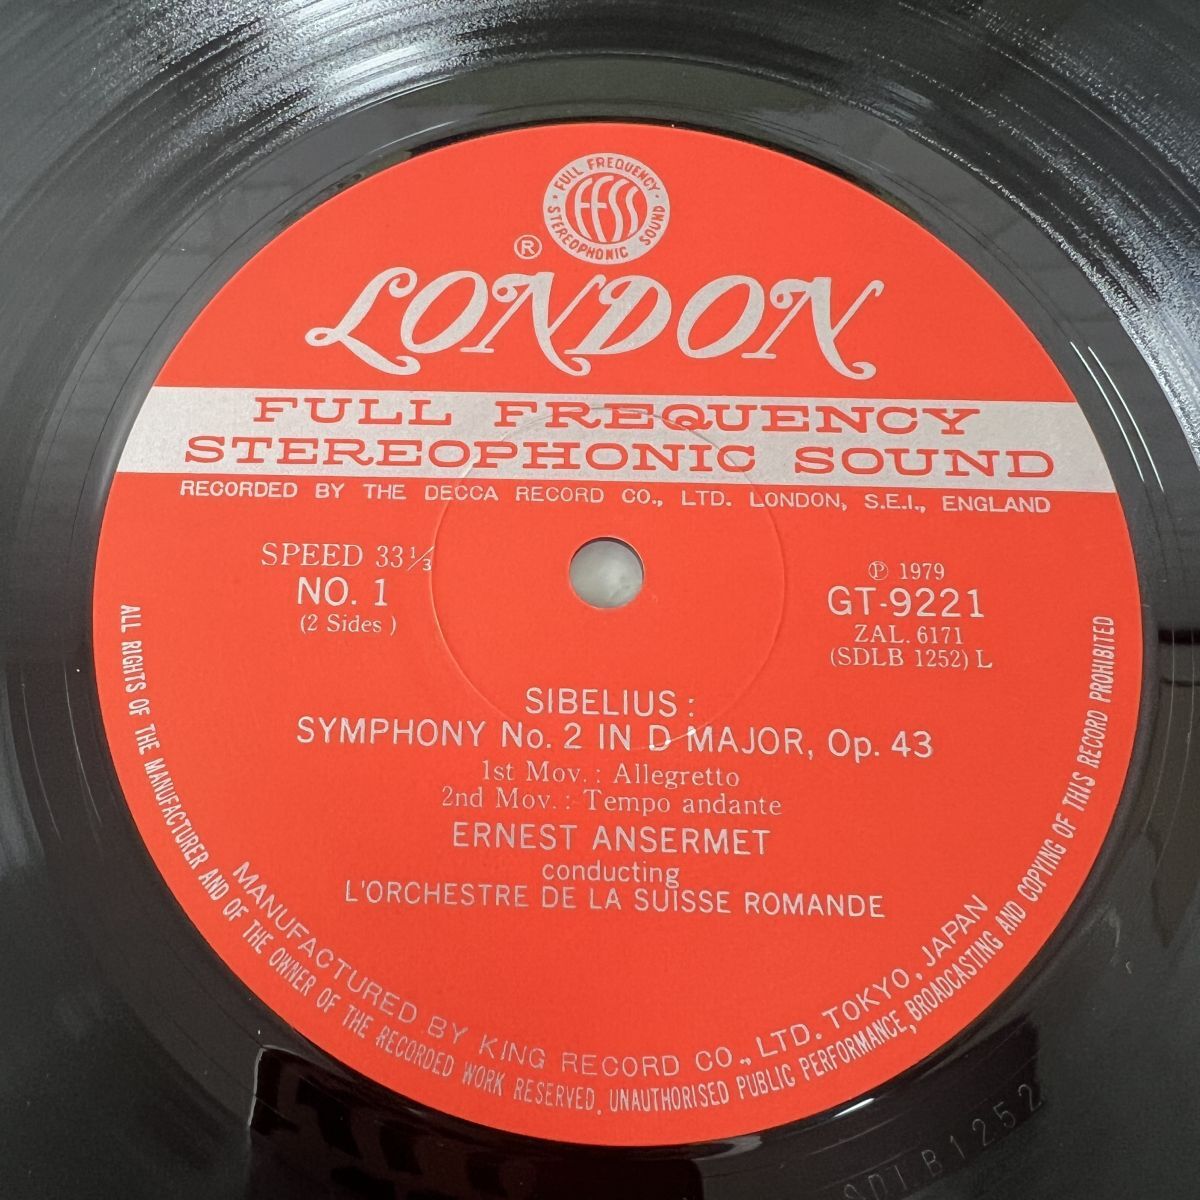 FULL FREQUENCY
FFSS
STEREOPHONIC SOUND
®
LONDON
FULL FREQUENCY
STEREOPHONIC SOUND
RECORDED BY THE DECCA RECORD CO., LTD. LONDON, S.E.I., ENGLAND
SPEED 33⅓
NO. 1
(2 Sides)
℗ 1979
GT-9221
ZAL. 6171
(SDLB 1252) L
SIBELIUS:
SYMPHONY No. 2 IN D MAJOR, Op. 43
1st Mov.: Allegretto
2nd Mov.: Tempo andante
ERNEST ANSERMET
conducting
L'ORCHESTRE DE LA SUISSE ROMANDE
MANUFACTURED BY KING RECORD CO., LTD. TOKYO, JAPAN
ALL RIGHTS OF THE MANUFACTURER AND OF THE OWNER OF THE RECORDED WORK RESERVED. UNAUTHORISED PUBLIC PERFORMANCE, BROADCASTING AND COPYING OF THIS RECORD PROHIBITED
SDLB1252